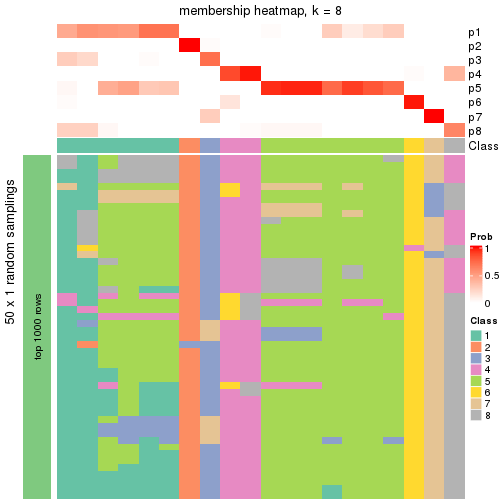 membership heatmap, k = 8
p1
p2
p3
p4
p5
p6
p7
p8
Class
50 x 1 random samplings
top 1000 rows
Prob
1
0.5
0
Class
1
2
3
4
5
6
7
8